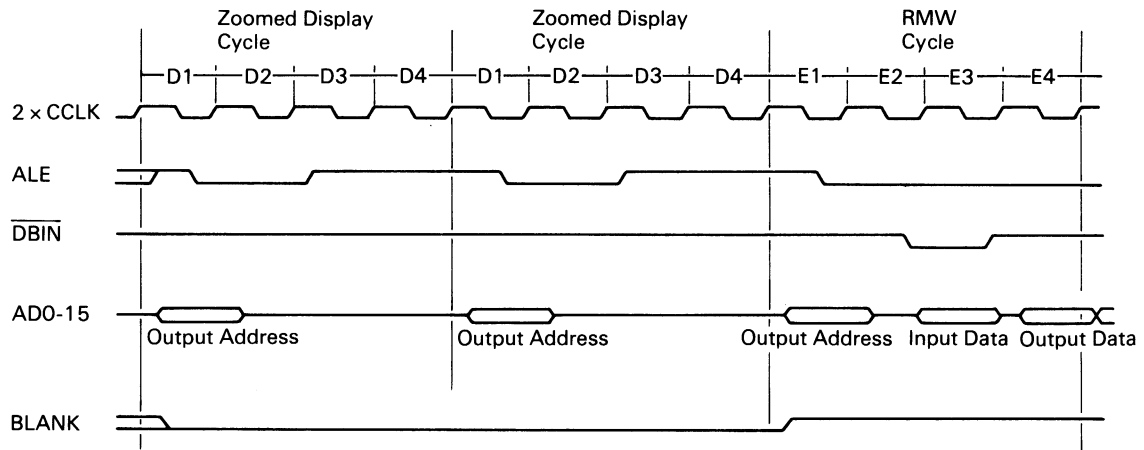 Zoomed Display Cycle
Zoomed Display Cycle
RMW Cycle
D1 D2 D3 D4 D1 D2 D3 D4 E1 E2 E3 E4
2 × CCLK
ALE
DBIN
AD0-15
Output Address Output Address Output Address Input Data Output Data
BLANK